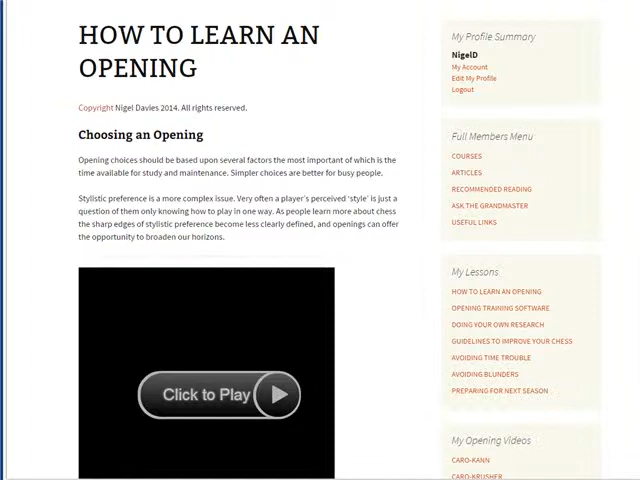 HOW TO LEARN AN
OPENING
Copyright Nigel Davies 2014. All rights reserved.
Choosing an Opening
Opening choices should be based upon several factors the most important of which is the
time available for study and maintenance. Simpler choices are better for busy people.
Stylistic preference is a more complex issue. Very often a player's perceived 'style' is just a
question of them only knowing how to play in one way. As people learn more about chess
the sharp edges of stylistic preference become less clearly defined, and openings can offer
the opportunity to broaden our horizons.
Click to Play
My Profile Summary
NigelD
My Account
Edit My Profile
Logout
Full Members Menu
COURSES
ARTICLES
RECOMMENDED READING
ASK THE GRANDMASTER
USEFUL LINKS
My Lessons
HOW TO LEARN AN OPENING
OPENING TRAINING SOFTWARE
DOING YOUR OWN RESEARCH
GUIDELINES TO IMPROVE YOUR CHESS
AVOIDING TIME TROUBLE
AVOIDING BLUNDERS
PREPARING FOR NEXT SEASON
My Opening Videos
CARO-KANN
CARO-KRUSHER